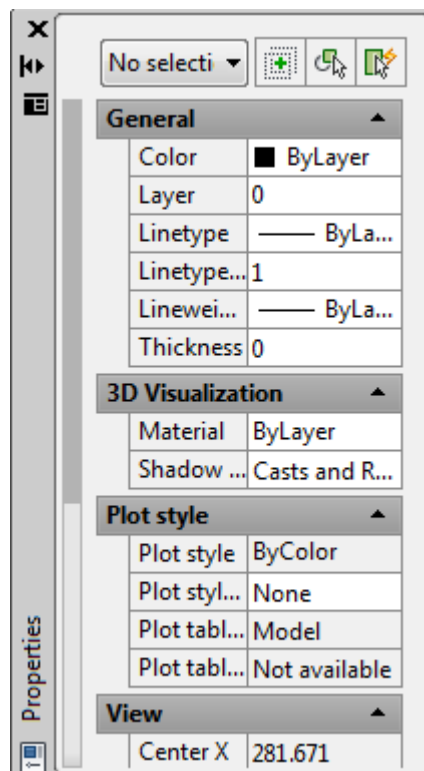 No selecti
General
Color ByLayer
Layer 0
Linetype ByLa...
Linetype... 1
Linewei... ByLa...
Thickness 0
3D Visualization
Material ByLayer
Shadow ... Casts and R...
Plot style
Plot style ByColor
Plot styl... None
Plot tabl... Model
Plot tabl... Not available
View
Center X 281.671
Properties